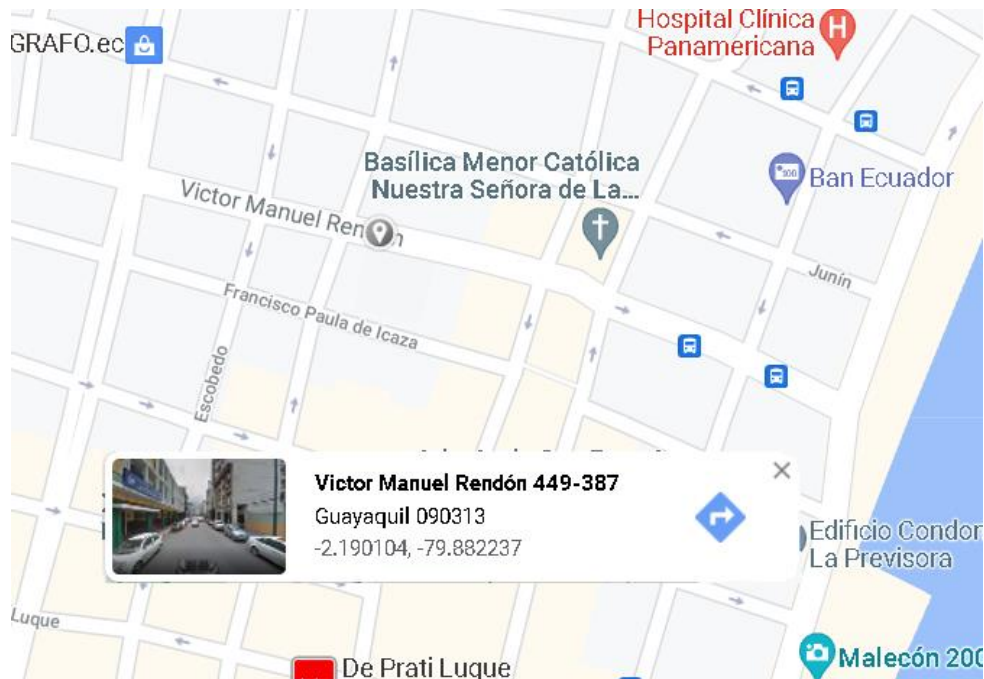 Hospital Clínica
Panamericana
H
GRAFO.ec
Basílica Menor Católica
Nuestra Señora de La...
Ban Ecuador
Victor Manuel Rendón
Junín
Francisco Paula de Icaza
Escobedo
Victor Manuel Rendón 449-387
Guayaquil 090313
-2.190104, -79.882237
Edificio Condon
La Previsora
Luque
De Prati Luque
Malecón 200